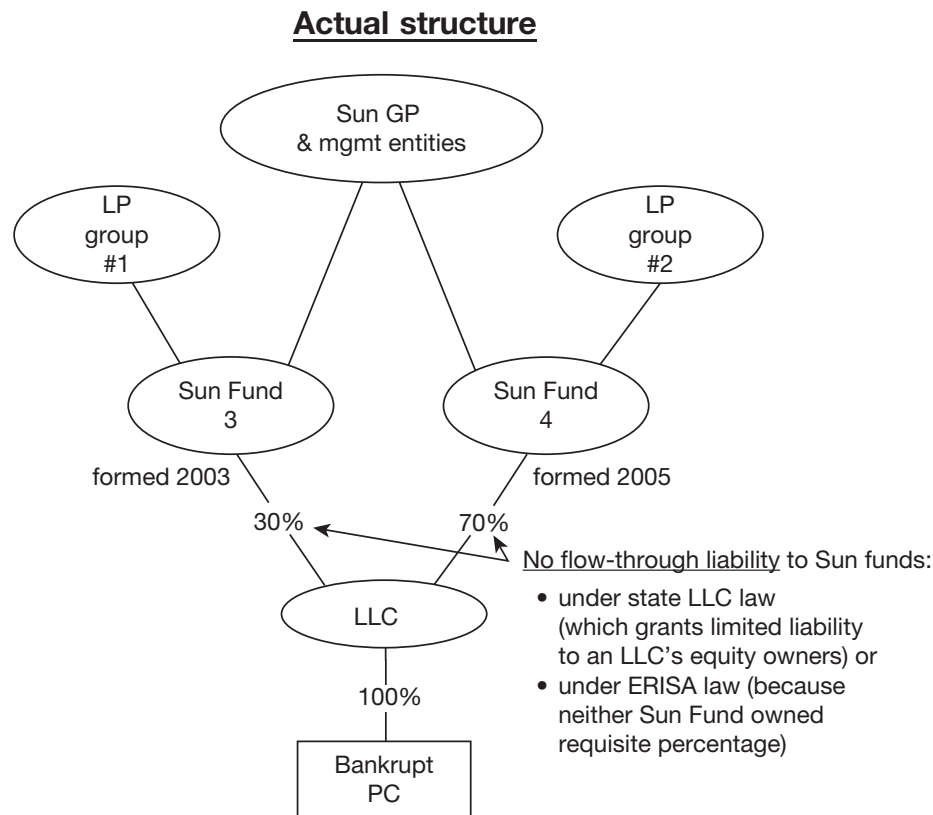 Actual structure
Sun GP
& mgmt entities
LP
group
#1
LP
group
#2
Sun Fund
3
Sun Fund
4
formed 2003
formed 2005
30%
70%
No flow-through liability to Sun funds:
• under state LLC law
(which grants limited liability
to an LLC’s equity owners) or
• under ERISA law (because
neither Sun Fund owned
requisite percentage)
LLC
100%
Bankrupt
PC